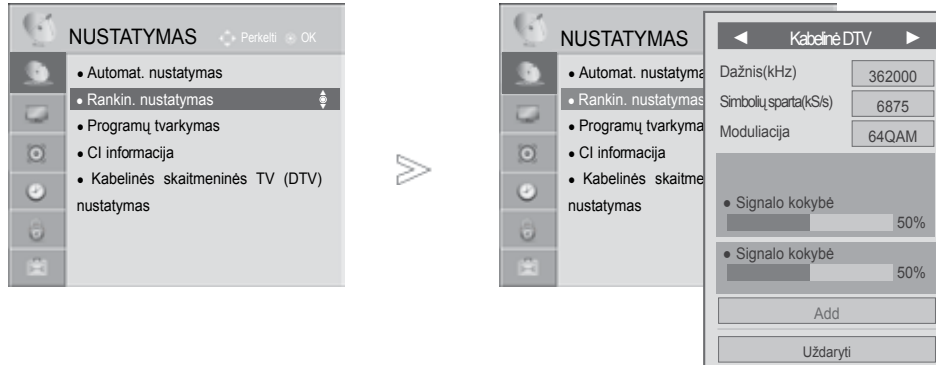 NUSTATYMAS Perkelti OK
• Automat. nustatymas
• Rankin. nustatymas
• Programų tvarkymas
• CI informacija
• Kabelinės skaitmeninės TV (DTV)
nustatymas
NUSTATYMAS
• Automat. nustatyma
• Rankin. nustatymas
• Programų tvarkyma
• CI informacija
• Kabelinės skaitme
nustatymas
◄ Kabelinė DTV ►
Dažnis(kHz) 362000
Simbolių sparta(kS/s) 6875
Moduliacija 64QAM
• Signalo kokybė
50%
• Signalo kokybė
50%
Add
Uždaryti